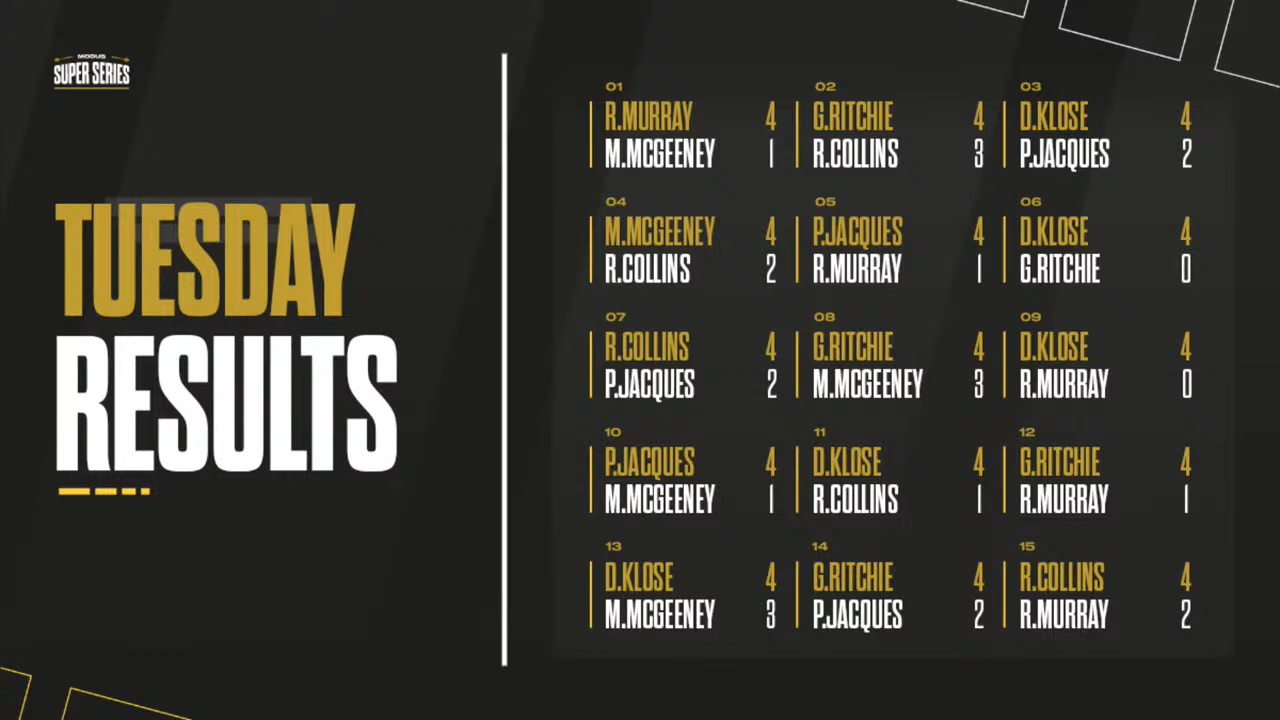 MODUS
SUPER SERIES
TUESDAY
RESULTS
01
R.MURRAY 4
M.MCGEENEY 1
02
G.RITCHIE 4
R.COLLINS 3
03
D.KLOSE 4
P.JACQUES 2
04
M.MCGEENEY 4
R.COLLINS 2
05
P.JACQUES 4
R.MURRAY 1
06
D.KLOSE 4
G.RITCHIE 0
07
R.COLLINS 4
P.JACQUES 2
08
G.RITCHIE 4
M.MCGEENEY 3
09
D.KLOSE 4
R.MURRAY 0
10
P.JACQUES 4
M.MCGEENEY 1
11
D.KLOSE 4
R.COLLINS 1
12
G.RITCHIE 4
R.MURRAY 1
13
D.KLOSE 4
M.MCGEENEY 3
14
G.RITCHIE 4
P.JACQUES 2
15
R.COLLINS 4
R.MURRAY 2